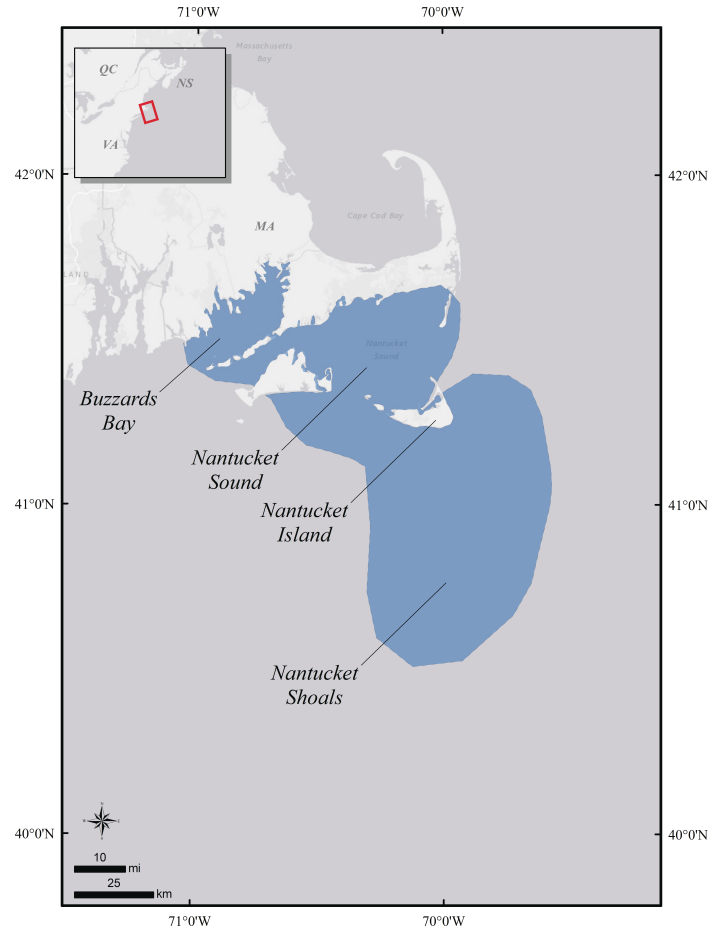 71°0'W 70°0'W
Massachusetts
Bay
QC
NS
VA
42°0'N 42°0'N
MA
Cape Cod Bay
LAND
Nantucket
Sound
Buzzards
Bay
Nantucket
Sound
Nantucket
Island
41°0'N 41°0'N
Nantucket
Shoals
N
W E
S
40°0'N 40°0'N
10
mi
25
km
71°0'W 70°0'W